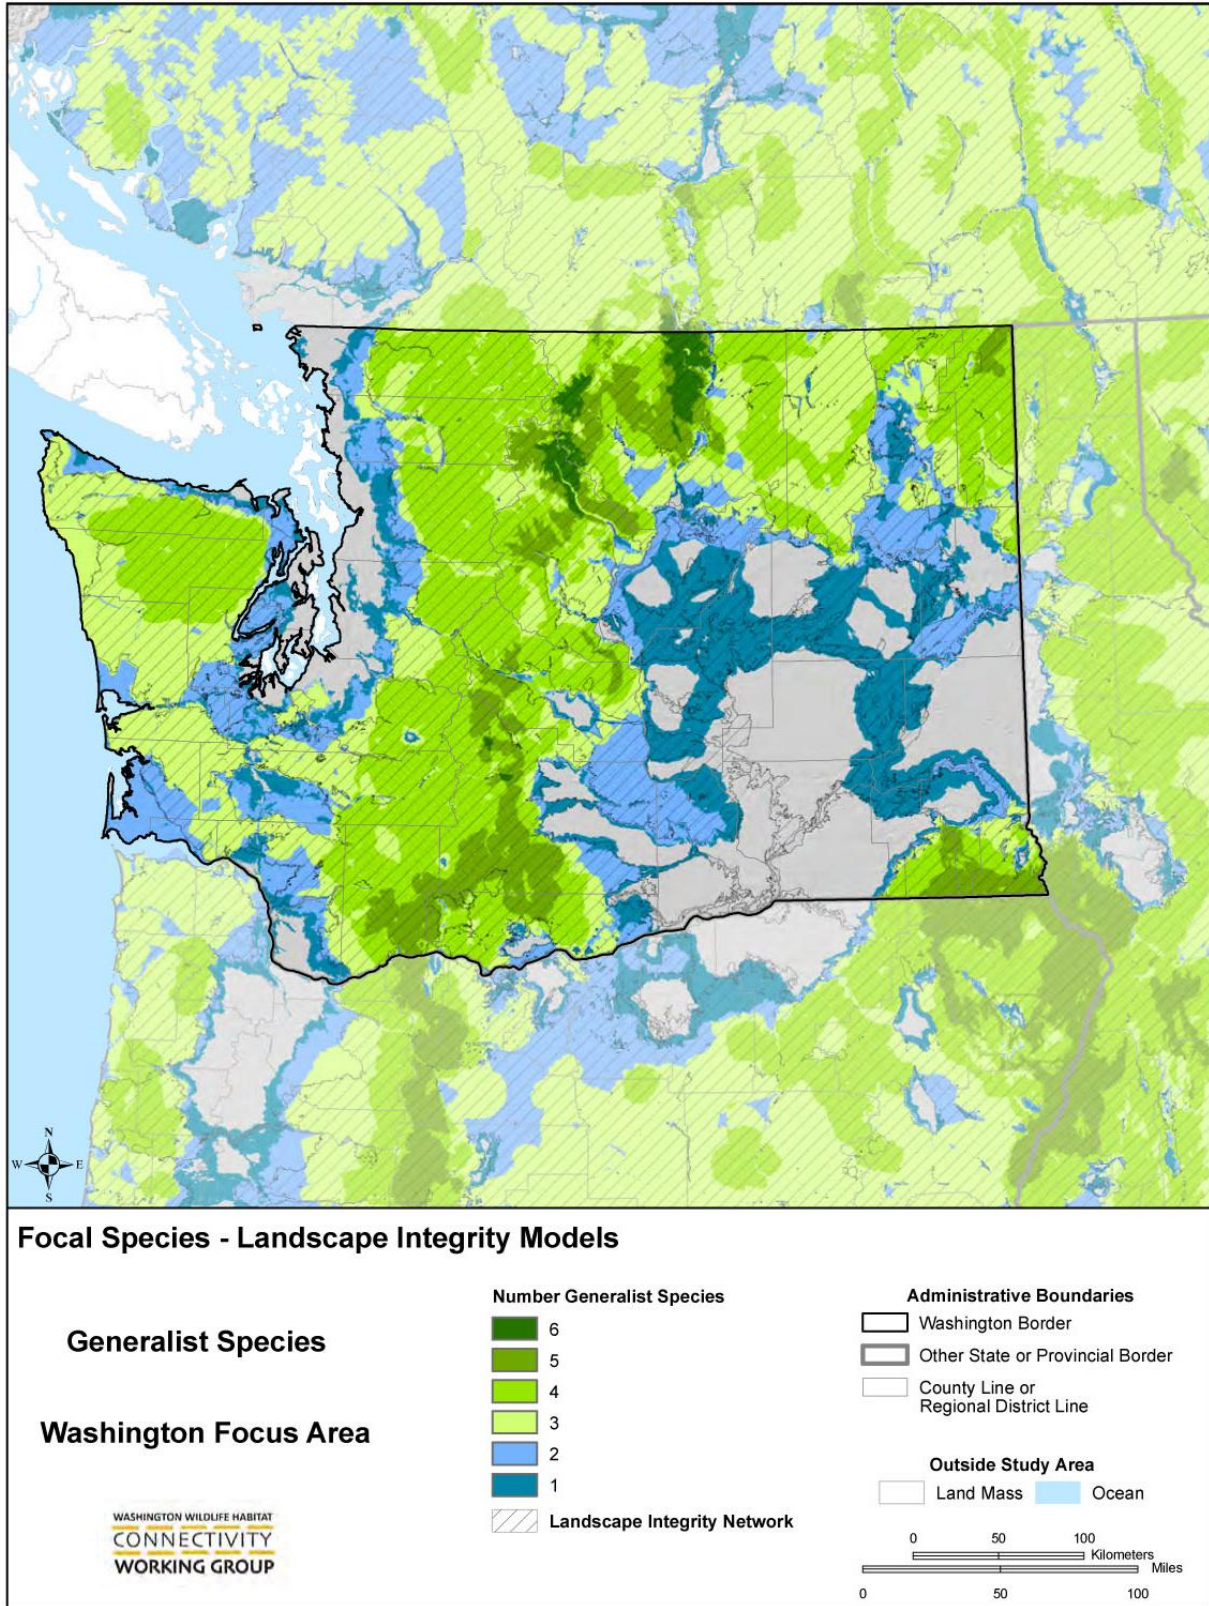 N
W
E
S
Focal Species - Landscape Integrity Models
Generalist Species
Washington Focus Area
WASHINGTON WILDLIFE HABITAT
CONNECTIVITY
WORKING GROUP
Number Generalist Species
6
5
4
3
2
1
Landscape Integrity Network
Administrative Boundaries
Washington Border
Other State or Provincial Border
County Line or
Regional District Line
Outside Study Area
Land Mass
Ocean
0 50 100
Kilometers
Miles
0 50 100